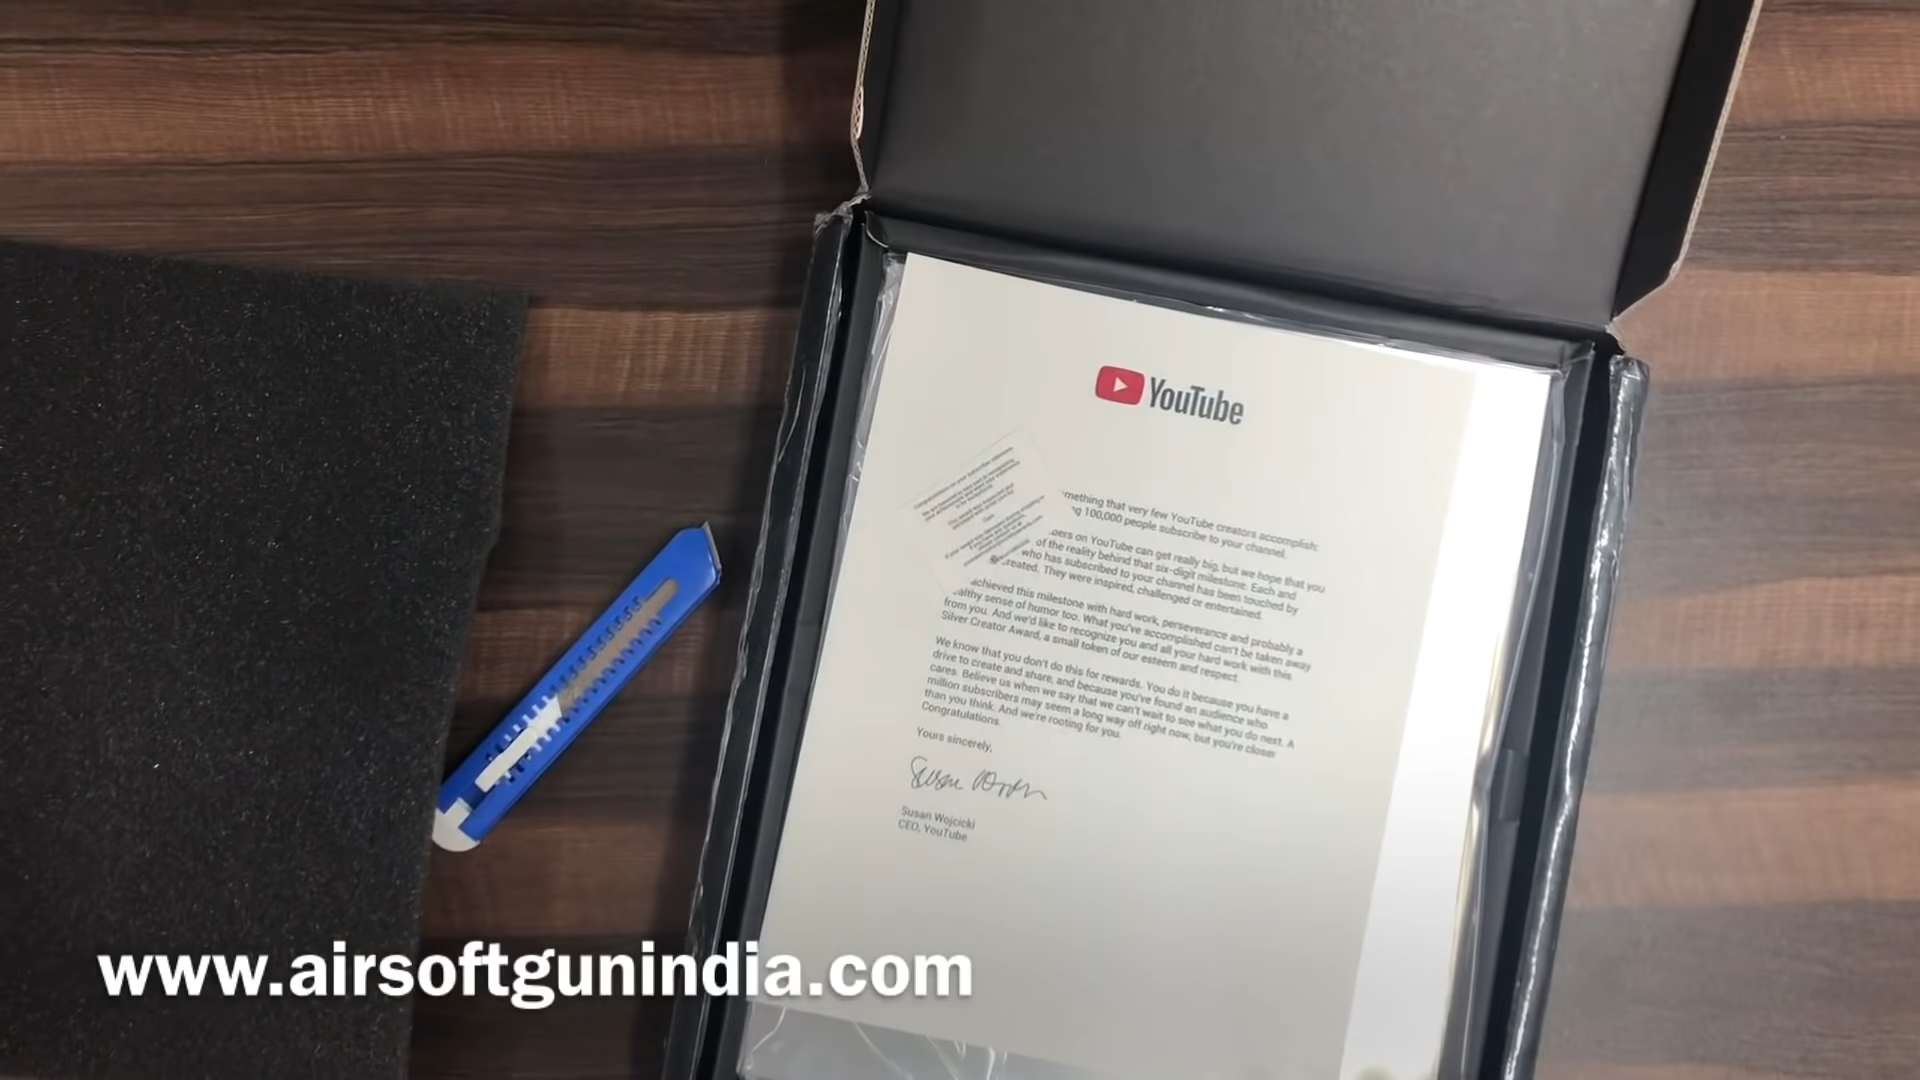 YouTube
mething that very few YouTube creators accomplish:
ng 100,000 people subscribe to your channel.
bers on YouTube can get really big, but we hope that you
of the reality behind that six-digit milestone. Each and
who has subscribed to your channel has been touched by
created. They were inspired, challenged or entertained.
achieved this milestone with hard work, perseverance and probably a
althy sense of humor too. What you've accomplished can't be taken away
from you. And we'd like to recognize you and all your hard work with this
Silver Creator Award, a small token of our esteem and respect.
We know that you don't do this for rewards. You do it because you have a
drive to create and share, and because you've found an audience who
cares. Believe us when we say that we can't wait to see what you do next. A
million subscribers may seem a long way off right now, but you're closer
than you think. And we're rooting for you.
Congratulations.
Yours sincerely,
Susan Wojcicki
CEO, YouTube
www.airsoftgunindia.com